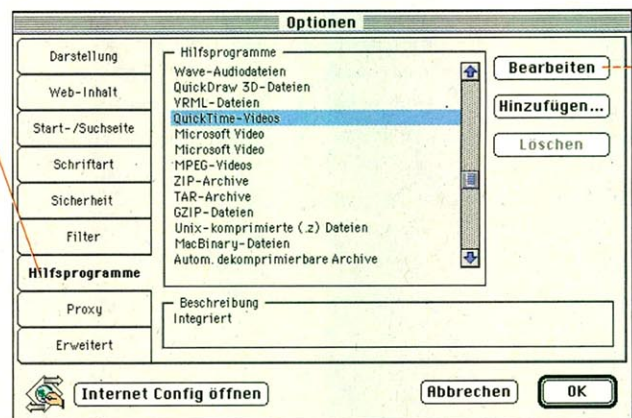 Optionen
Darstellung
Web-Inhalt
Start-/Suchseite
Schriftart
Sicherheit
Filter
Hilfsprogramme
Proxy
Erweitert
Hilfsprogramme
Wave-Audiodateien
QuickDraw 3D-Dateien
VRML-Dateien
QuickTime-Videos
Microsoft Video
Microsoft Video
MPEG-Videos
ZIP-Archive
TAR-Archive
GZIP-Dateien
Unix-komprimierte (.z) Dateien
MacBinary-Dateien
Autom. dekomprimierbare Archive
Bearbeiten
Hinzufügen...
Löschen
Beschreibung
Integriert
Internet Config öffnen
Abbrechen
OK